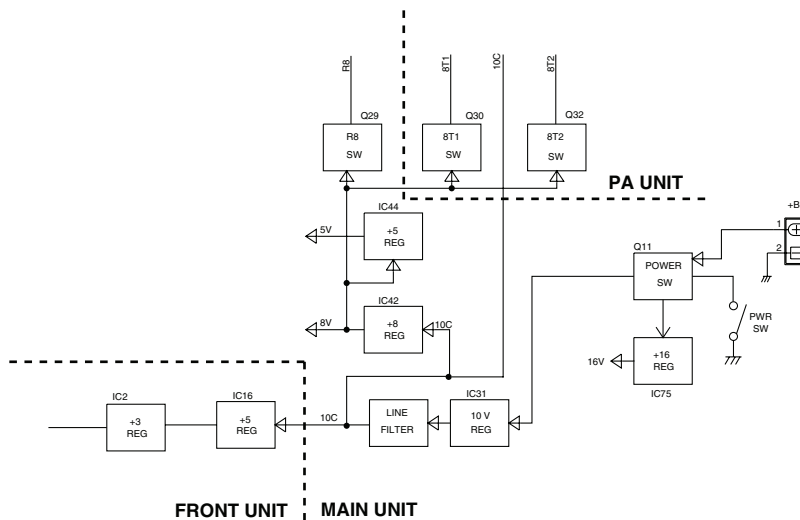 R8
8T1
10C
8T2
Q29
Q30
Q32
R8
SW
8T1
SW
8T2
SW
PA UNIT
IC44
5V
+5
REG
+B
1
2
Q11
POWER
SW
IC42
8V
+8
REG
10C
PWR
SW
16V
+16
REG
IC75
IC2
+3
REG
IC16
+5
REG
10C
LINE
FILTER
IC31
10 V
REG
FRONT UNIT
MAIN UNIT